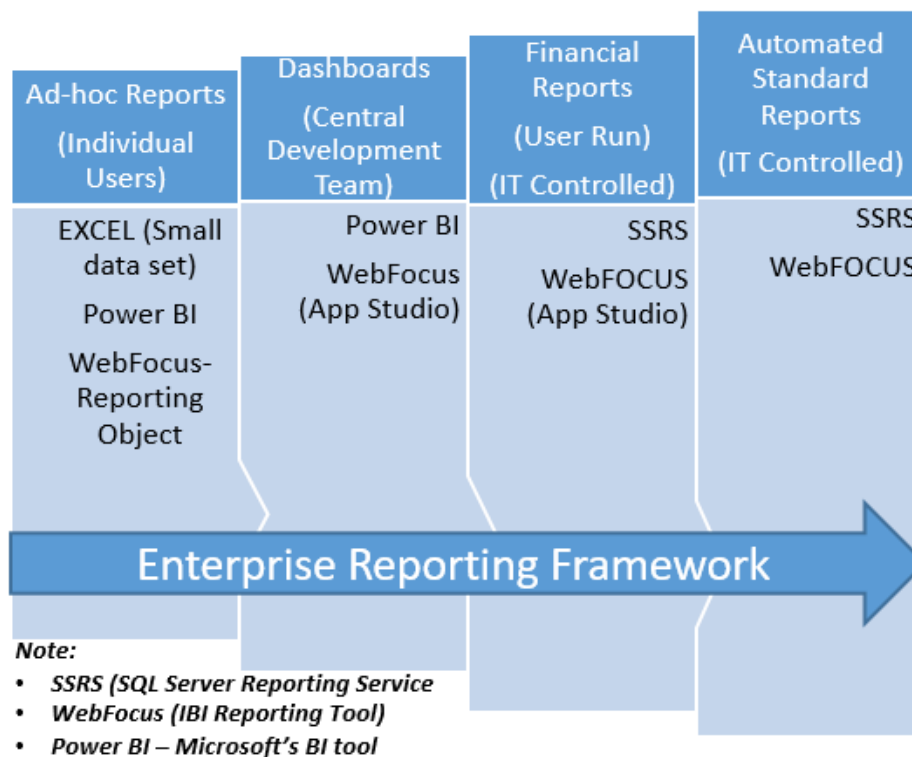 Ad-hoc Reports
(Individual
Users)
EXCEL (Small
data set)
Power BI
WebFocus-
Reporting
Object
Dashboards
(Central
Development
Team)
Power BI
WebFocus
(App Studio)
Financial
Reports
(User Run)
(IT Controlled)
SSRS
WebFOCUS
(App Studio)
Automated
Standard
Reports
(IT Controlled)
SSRS
WebFOCUS
Enterprise Reporting Framework
Note:
• SSRS (SQL Server Reporting Service
• WebFocus (IBI Reporting Tool)
• Power BI – Microsoft's BI tool